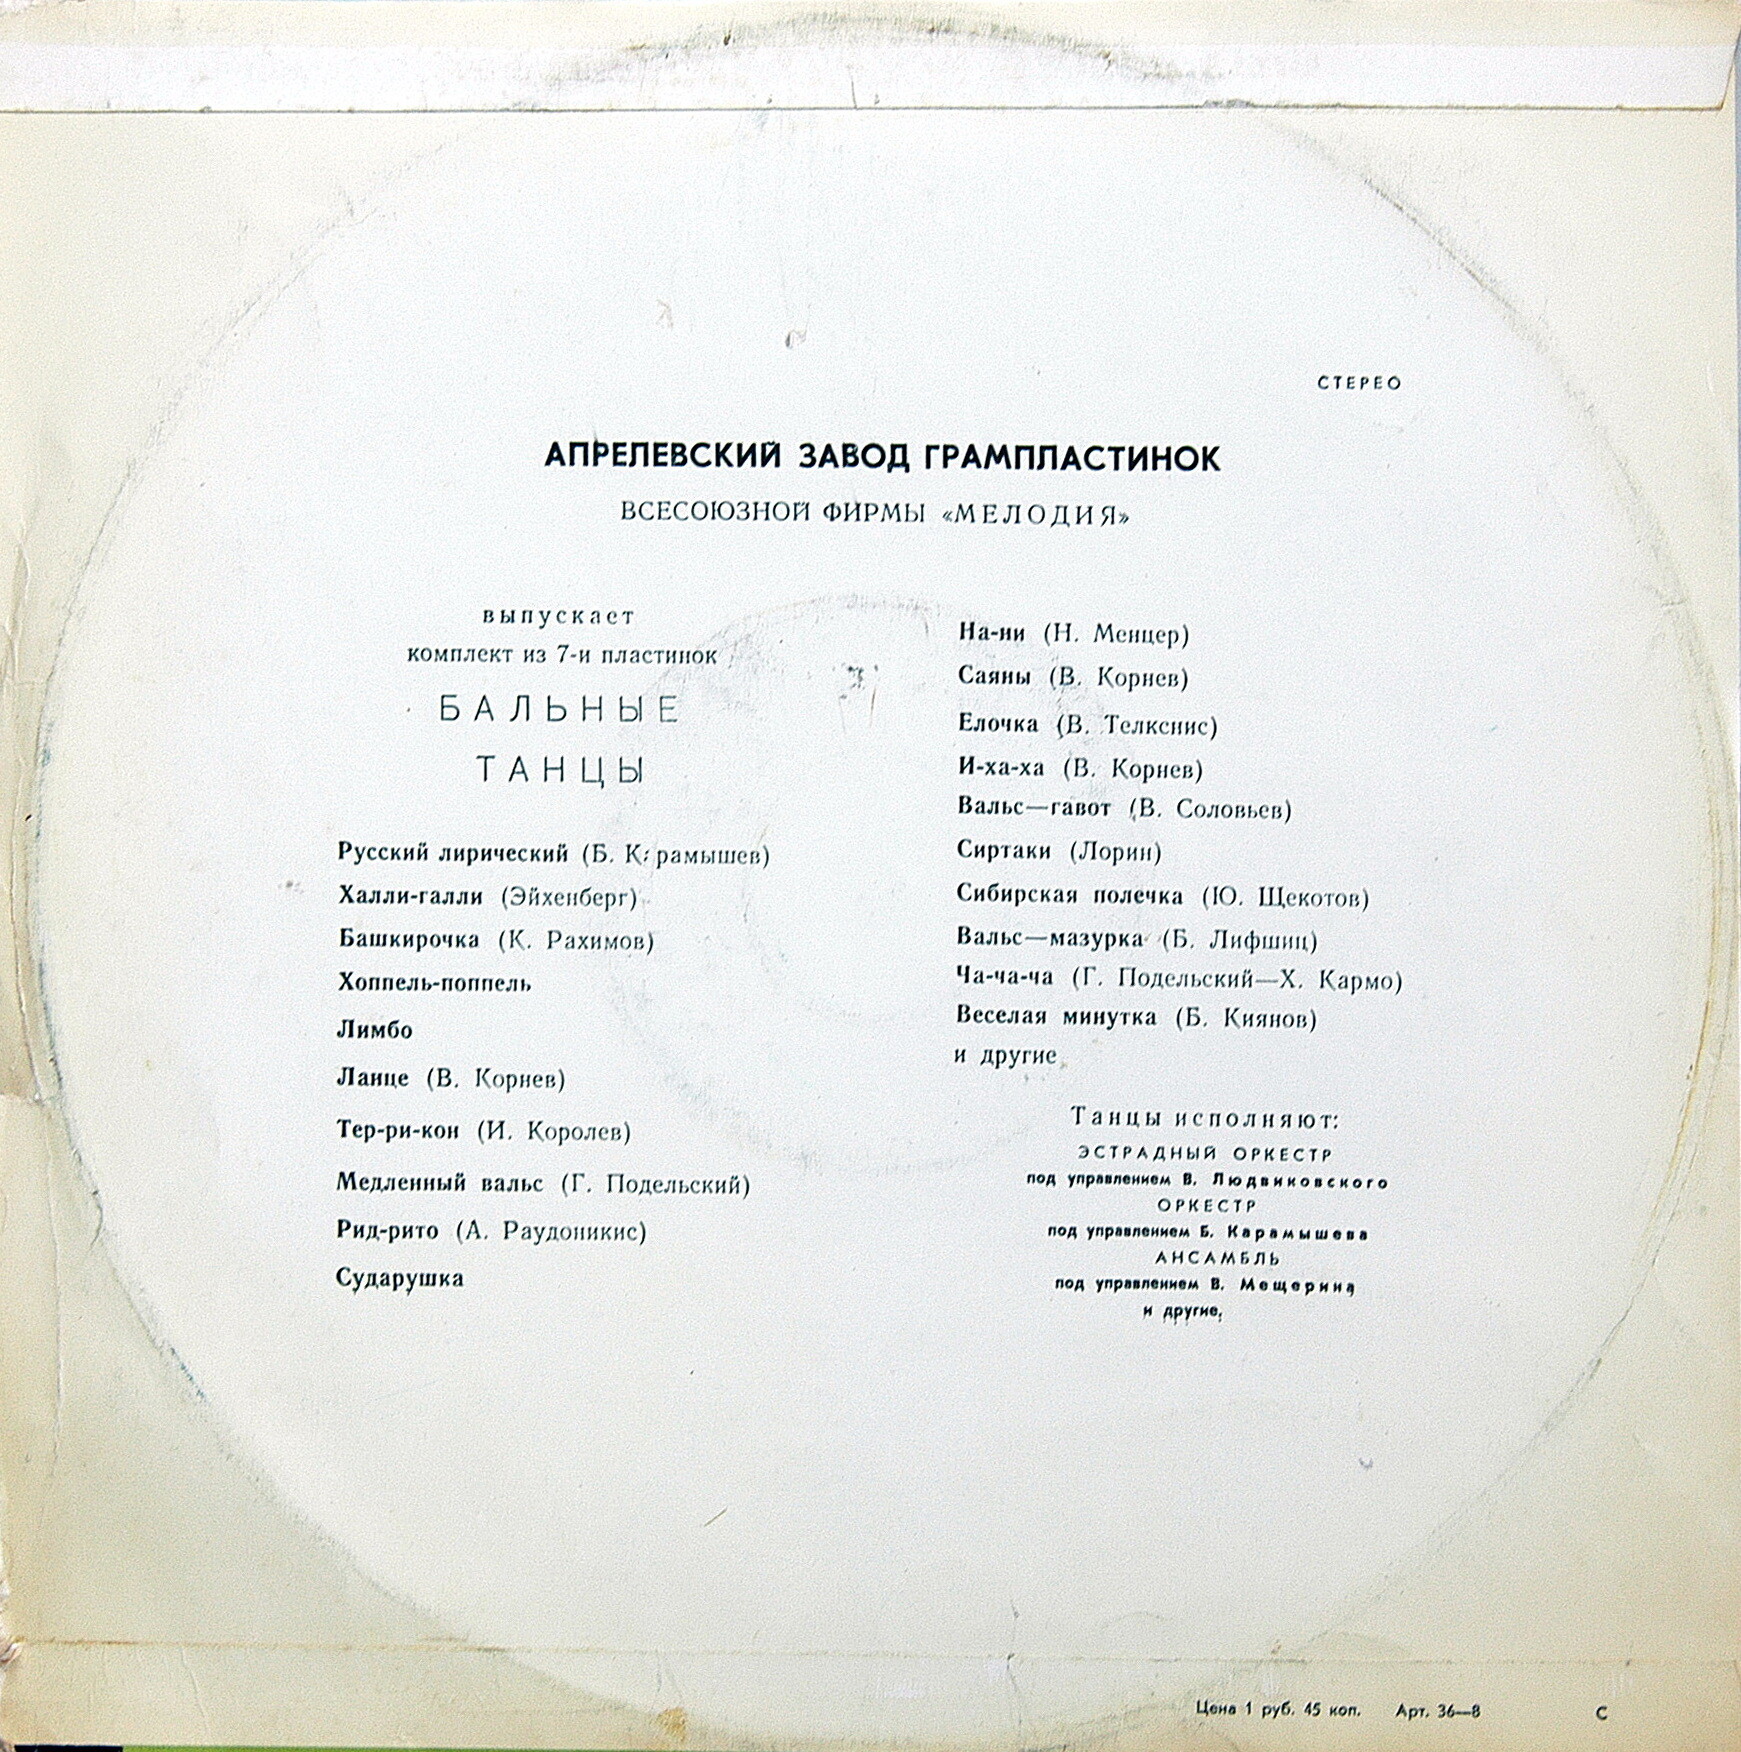 СТЕРЕО
АПРЕЛЕВСКИЙ ЗАВОД ГРАМПЛАСТИНОК
ВСЕСОЮЗНОЙ ФИРМЫ «МЕЛОДИЯ»
выпускает
комплект из 7-и пластинок
БАЛЬНЫЕ
ТАНЦЫ
Русский лирический (Б. Карамышев)
Халли-галли (Эйхенберг)
Башкирочка (К. Рахимов)
Хоппель-поппель
Лимбо
Ланце (В. Корнев)
Тер-ри-кон (И. Королев)
Медленный вальс (Г. Подельский)
Рид-рито (А. Раудоникис)
Сударушка
На-ни (Н. Менцер)
Саяны (В. Корнев)
Елочка (В. Телкснис)
И-ха-ха (В. Корнев)
Вальс—гавот (В. Соловьев)
Сиртаки (Лорин)
Сибирская полечка (Ю. Щекотов)
Вальс—мазурка (Б. Лифшиц)
Ча-ча-ча (Г. Подельский—Х. Кармо)
Веселая минутка (Б. Киянов)
и другие
Танцы исполняют:
ЭСТРАДНЫЙ ОРКЕСТР
под управлением В. Людвиковского
ОРКЕСТР
под управлением Б. Карамышева
АНСАМБЛЬ
под управлением В. Мещерина
и другие.
Цена 1 руб. 45 коп. Арт. 36—8 С